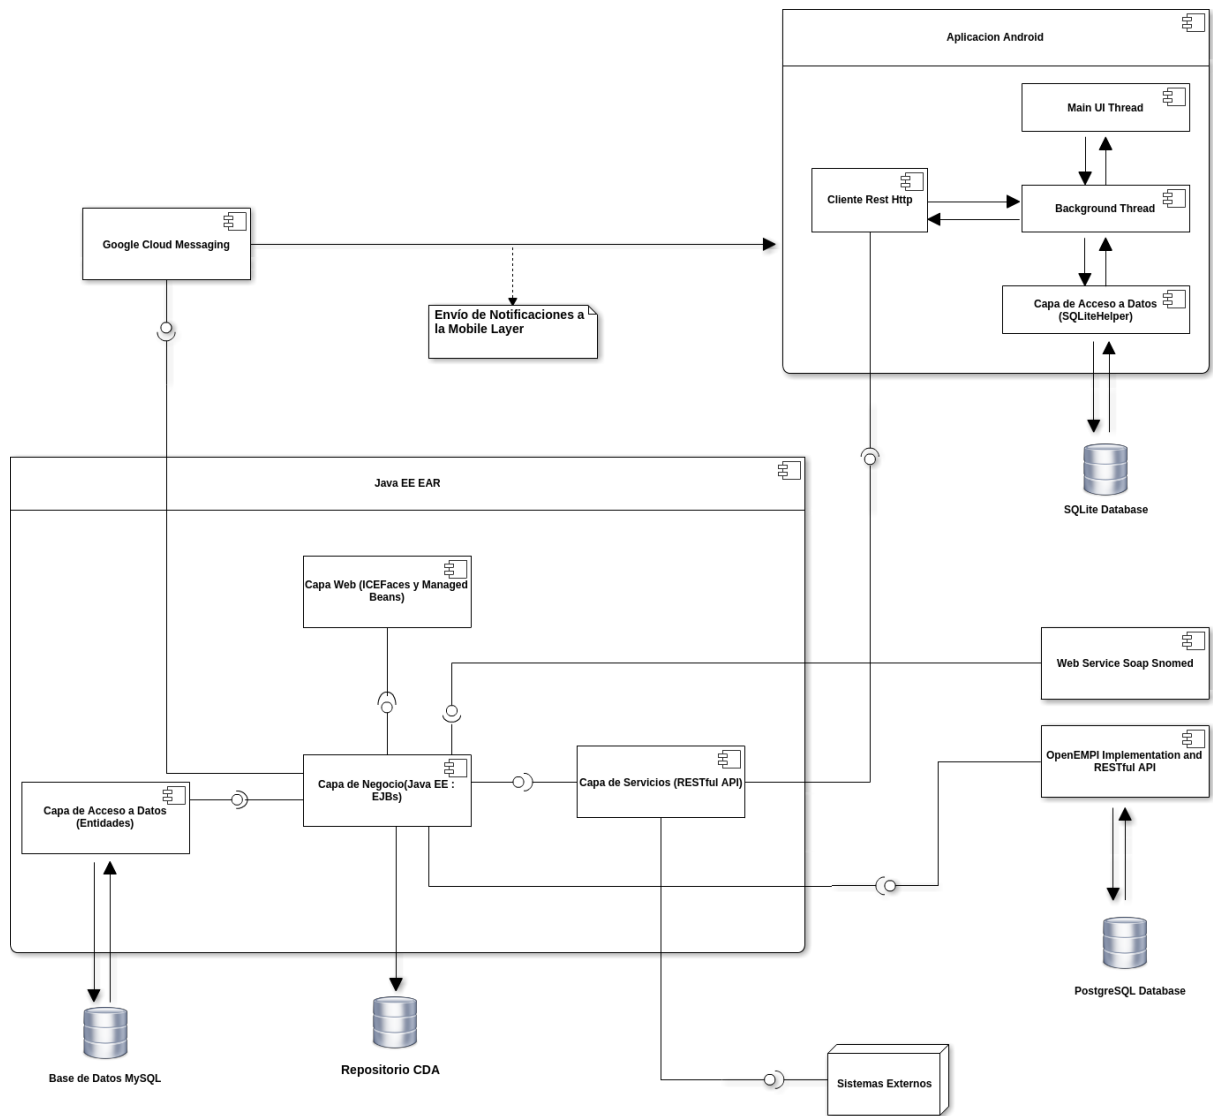 Aplicacion Android
Main UI Thread
Cliente Rest Http
Background Thread
Google Cloud Messaging
Capa de Acceso a Datos
(SQLiteHelper)
Envío de Notificaciones a
la Mobile Layer
Java EE EAR
SQLite Database
Capa Web (ICEFaces y Managed
Beans)
Web Service Soap Snomed
OpenEMPI Implementation and
RESTful API
Capa de Negocio(Java EE :
EJBs)
Capa de Servicios (RESTful API)
Capa de Acceso a Datos
(Entidades)
PostgreSQL Database
Repositorio CDA
Base de Datos MySQL
Sistemas Externos